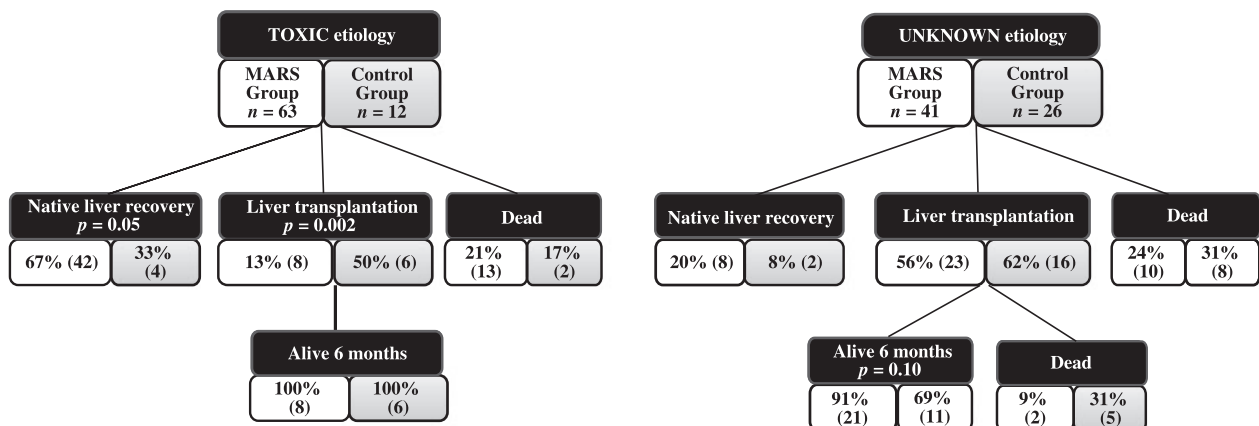 TOXIC etiology
MARS
Group
n = 63
Control
Group
n = 12
Native liver recovery
p = 0.05
67% (42)
33%
(4)
Liver transplantation
p = 0.002
13% (8)
50% (6)
Dead
21%
(13)
17%
(2)
Alive 6 months
100%
(8)
100%
(6)
UNKNOWN etiology
MARS
Group
n = 41
Control
Group
n = 26
Native liver recovery
20% (8)
8% (2)
Liver transplantation
56% (23)
62% (16)
Dead
24%
(10)
31%
(8)
Alive 6 months
p = 0.10
91%
(21)
69%
(11)
Dead
9%
(2)
31%
(5)